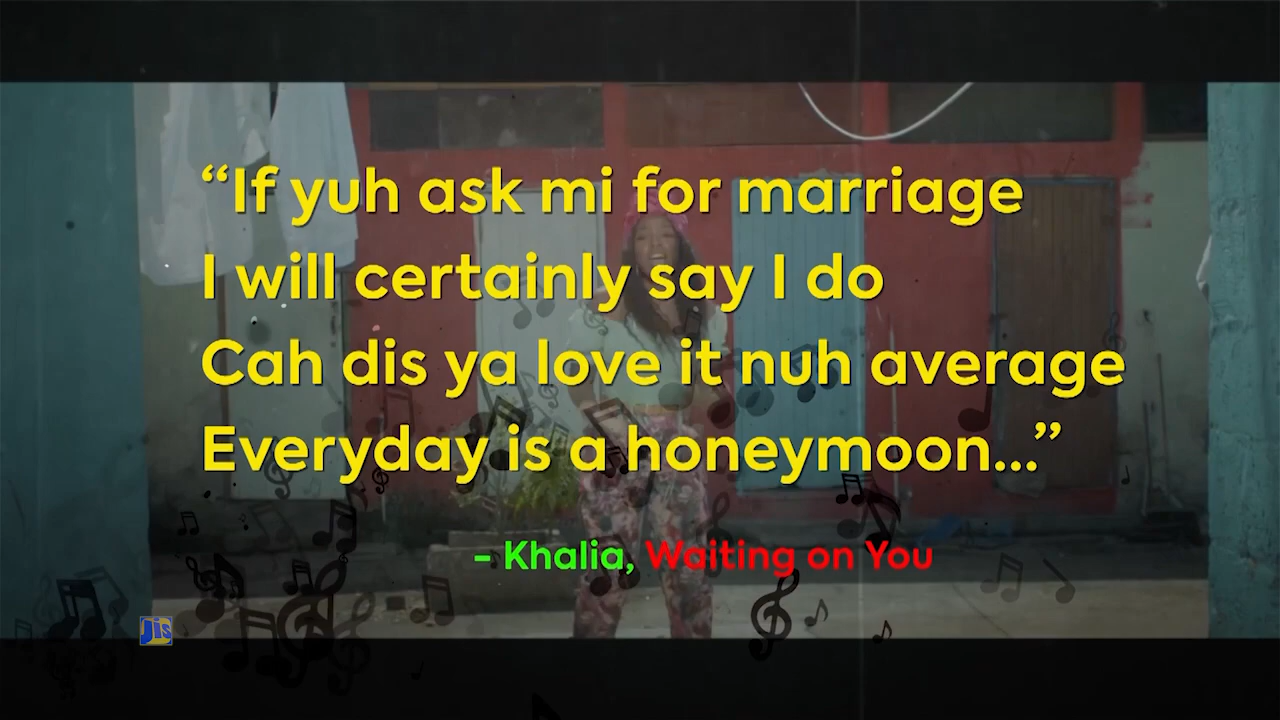 “If yuh ask mi for marriage
I will certainly say I do
Cah dis ya love it nuh average
Everyday is a honeymoon...”
– Khalia, Waiting on You
Jis